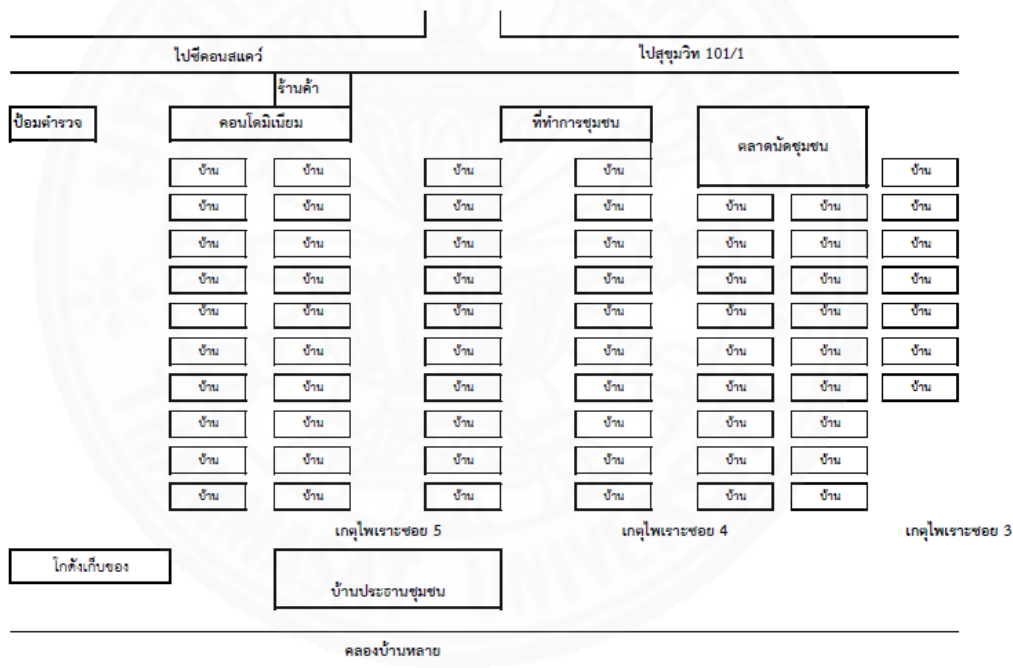 ไปซีคอนสแควร์ ไปสุขุมวิท 101/1
ร้านค้า
ป้อมตำรวจ คอนโดมิเนียม ที่ทำการชุมชน
ตลาดนัดชุมชน
บ้าน บ้าน บ้าน บ้าน บ้าน
บ้าน บ้าน บ้าน บ้าน บ้าน บ้าน บ้าน
บ้าน บ้าน บ้าน บ้าน บ้าน บ้าน บ้าน
บ้าน บ้าน บ้าน บ้าน บ้าน บ้าน บ้าน
บ้าน บ้าน บ้าน บ้าน บ้าน บ้าน บ้าน
บ้าน บ้าน บ้าน บ้าน บ้าน บ้าน บ้าน
บ้าน บ้าน บ้าน บ้าน บ้าน บ้าน บ้าน
บ้าน บ้าน บ้าน บ้าน บ้าน บ้าน
บ้าน บ้าน บ้าน บ้าน บ้าน บ้าน
บ้าน บ้าน บ้าน บ้าน บ้าน บ้าน
เกตุไพเราะซอย 5 เกตุไพเราะซอย 4 เกตุไพเราะซอย 3
โกดังเก็บของ
บ้านประธานชุมชน
คลองบ้านหลาย